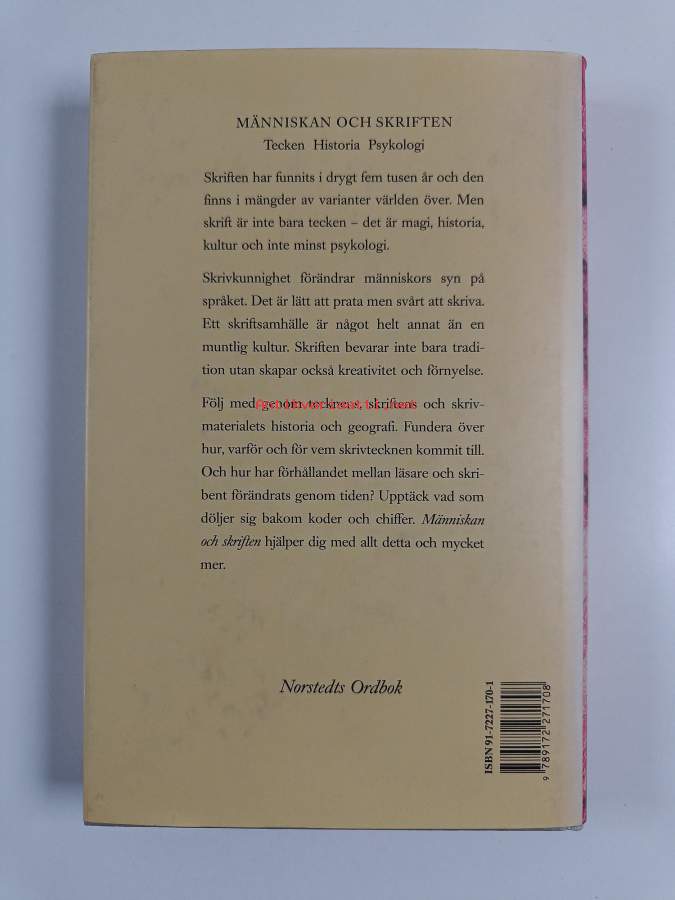 MÄNNISKAN OCH SKRIFTEN
Tecken Historia Psykologi
Skriften har funnits i drygt fem tusen år och den
finns i mängder av varianter världen över. Men
skrift är inte bara tecken – det är magi, historia,
kultur och inte minst psykologi.
Skrivkunnighet förändrar människors syn på
språket. Det är lätt att prata men svårt att skriva.
Ett skriftsamhälle är något helt annat än en
muntlig kultur. Skriften bevarar inte bara tradi-
tion utan skapar också kreativitet och förnyelse.
Följ med genom tecknens, skriftens och skriv-
materialets historia och geografi. Fundera över
hur, varför och för vem skrivtecknen kommit till.
Och hur har förhållandet mellan läsare och skri-
bent förändrats genom tiden? Upptäck vad som
döljer sig bakom koder och chiffer. Människan
och skriften hjälper dig med allt detta och mycket
mer.
Norstedts Ordbok
ISBN 91-7227-170-1
9 789172 271708